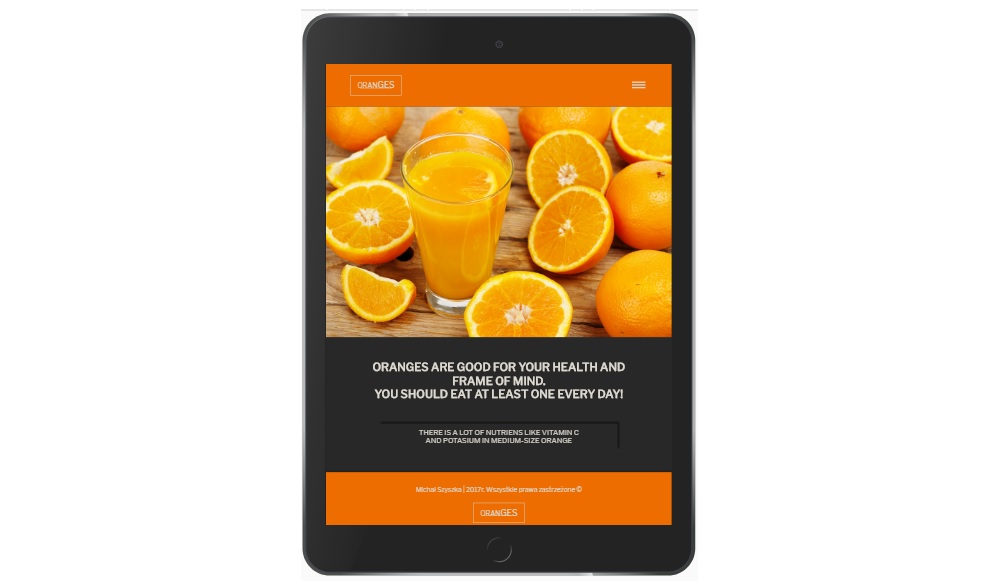 ORANGES
ORANGES ARE GOOD FOR YOUR HEALTH AND
FRAME OF MIND.
YOU SHOULD EAT AT LEAST ONE EVERY DAY!
THERE IS A LOT OF NUTRIENS LIKE VITAMIN C
AND POTASIUM IN MEDIUM-SIZE ORANGE
Michał Szyszka | 2017r. Wszystkie prawa zastrzeżone ©
ORANGES